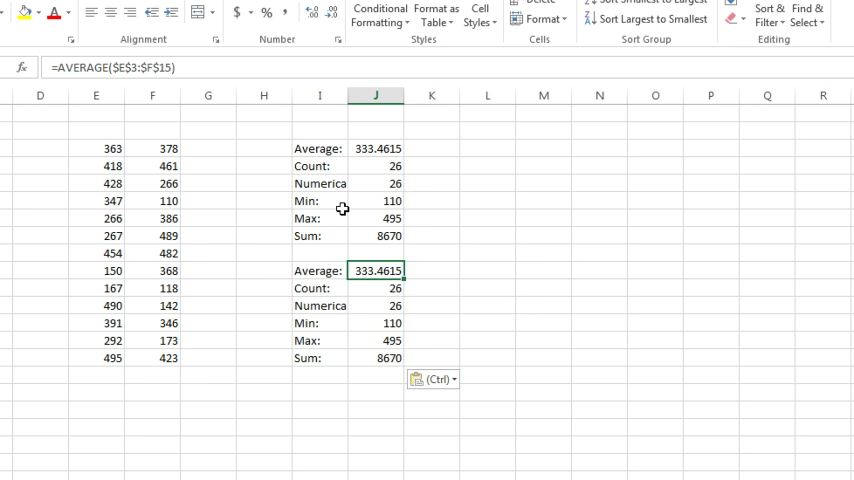 Conditional Format as Cell Delete Sort Smallest to Largest Sort & Find &
$ % Formatting Table Styles Format Sort Largest to Smallest Filter Select
A
Alignment Number Styles Cells Sort Group Editing
fx =AVERAGE($E$3:$F$15)
D E F G H I J K L M N O P Q R
363 378 Average: 333.4615
418 461 Count: 26
428 266 Numerica 26
347 110 Min: 110
266 386 Max: 495
267 489 Sum: 8670
454 482
150 368 Average: 333.4615
167 118 Count: 26
490 142 Numerica 26
391 346 Min: 110
292 173 Max: 495
495 423 Sum: 8670
(Ctrl)